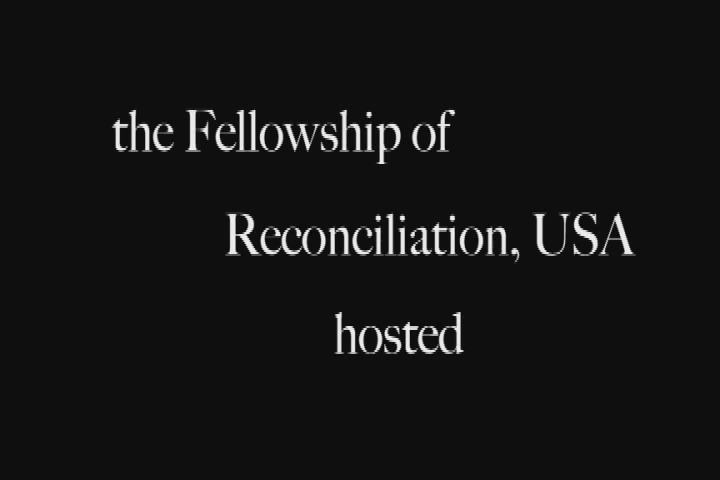 the Fellowship of
Reconciliation, USA
hosted